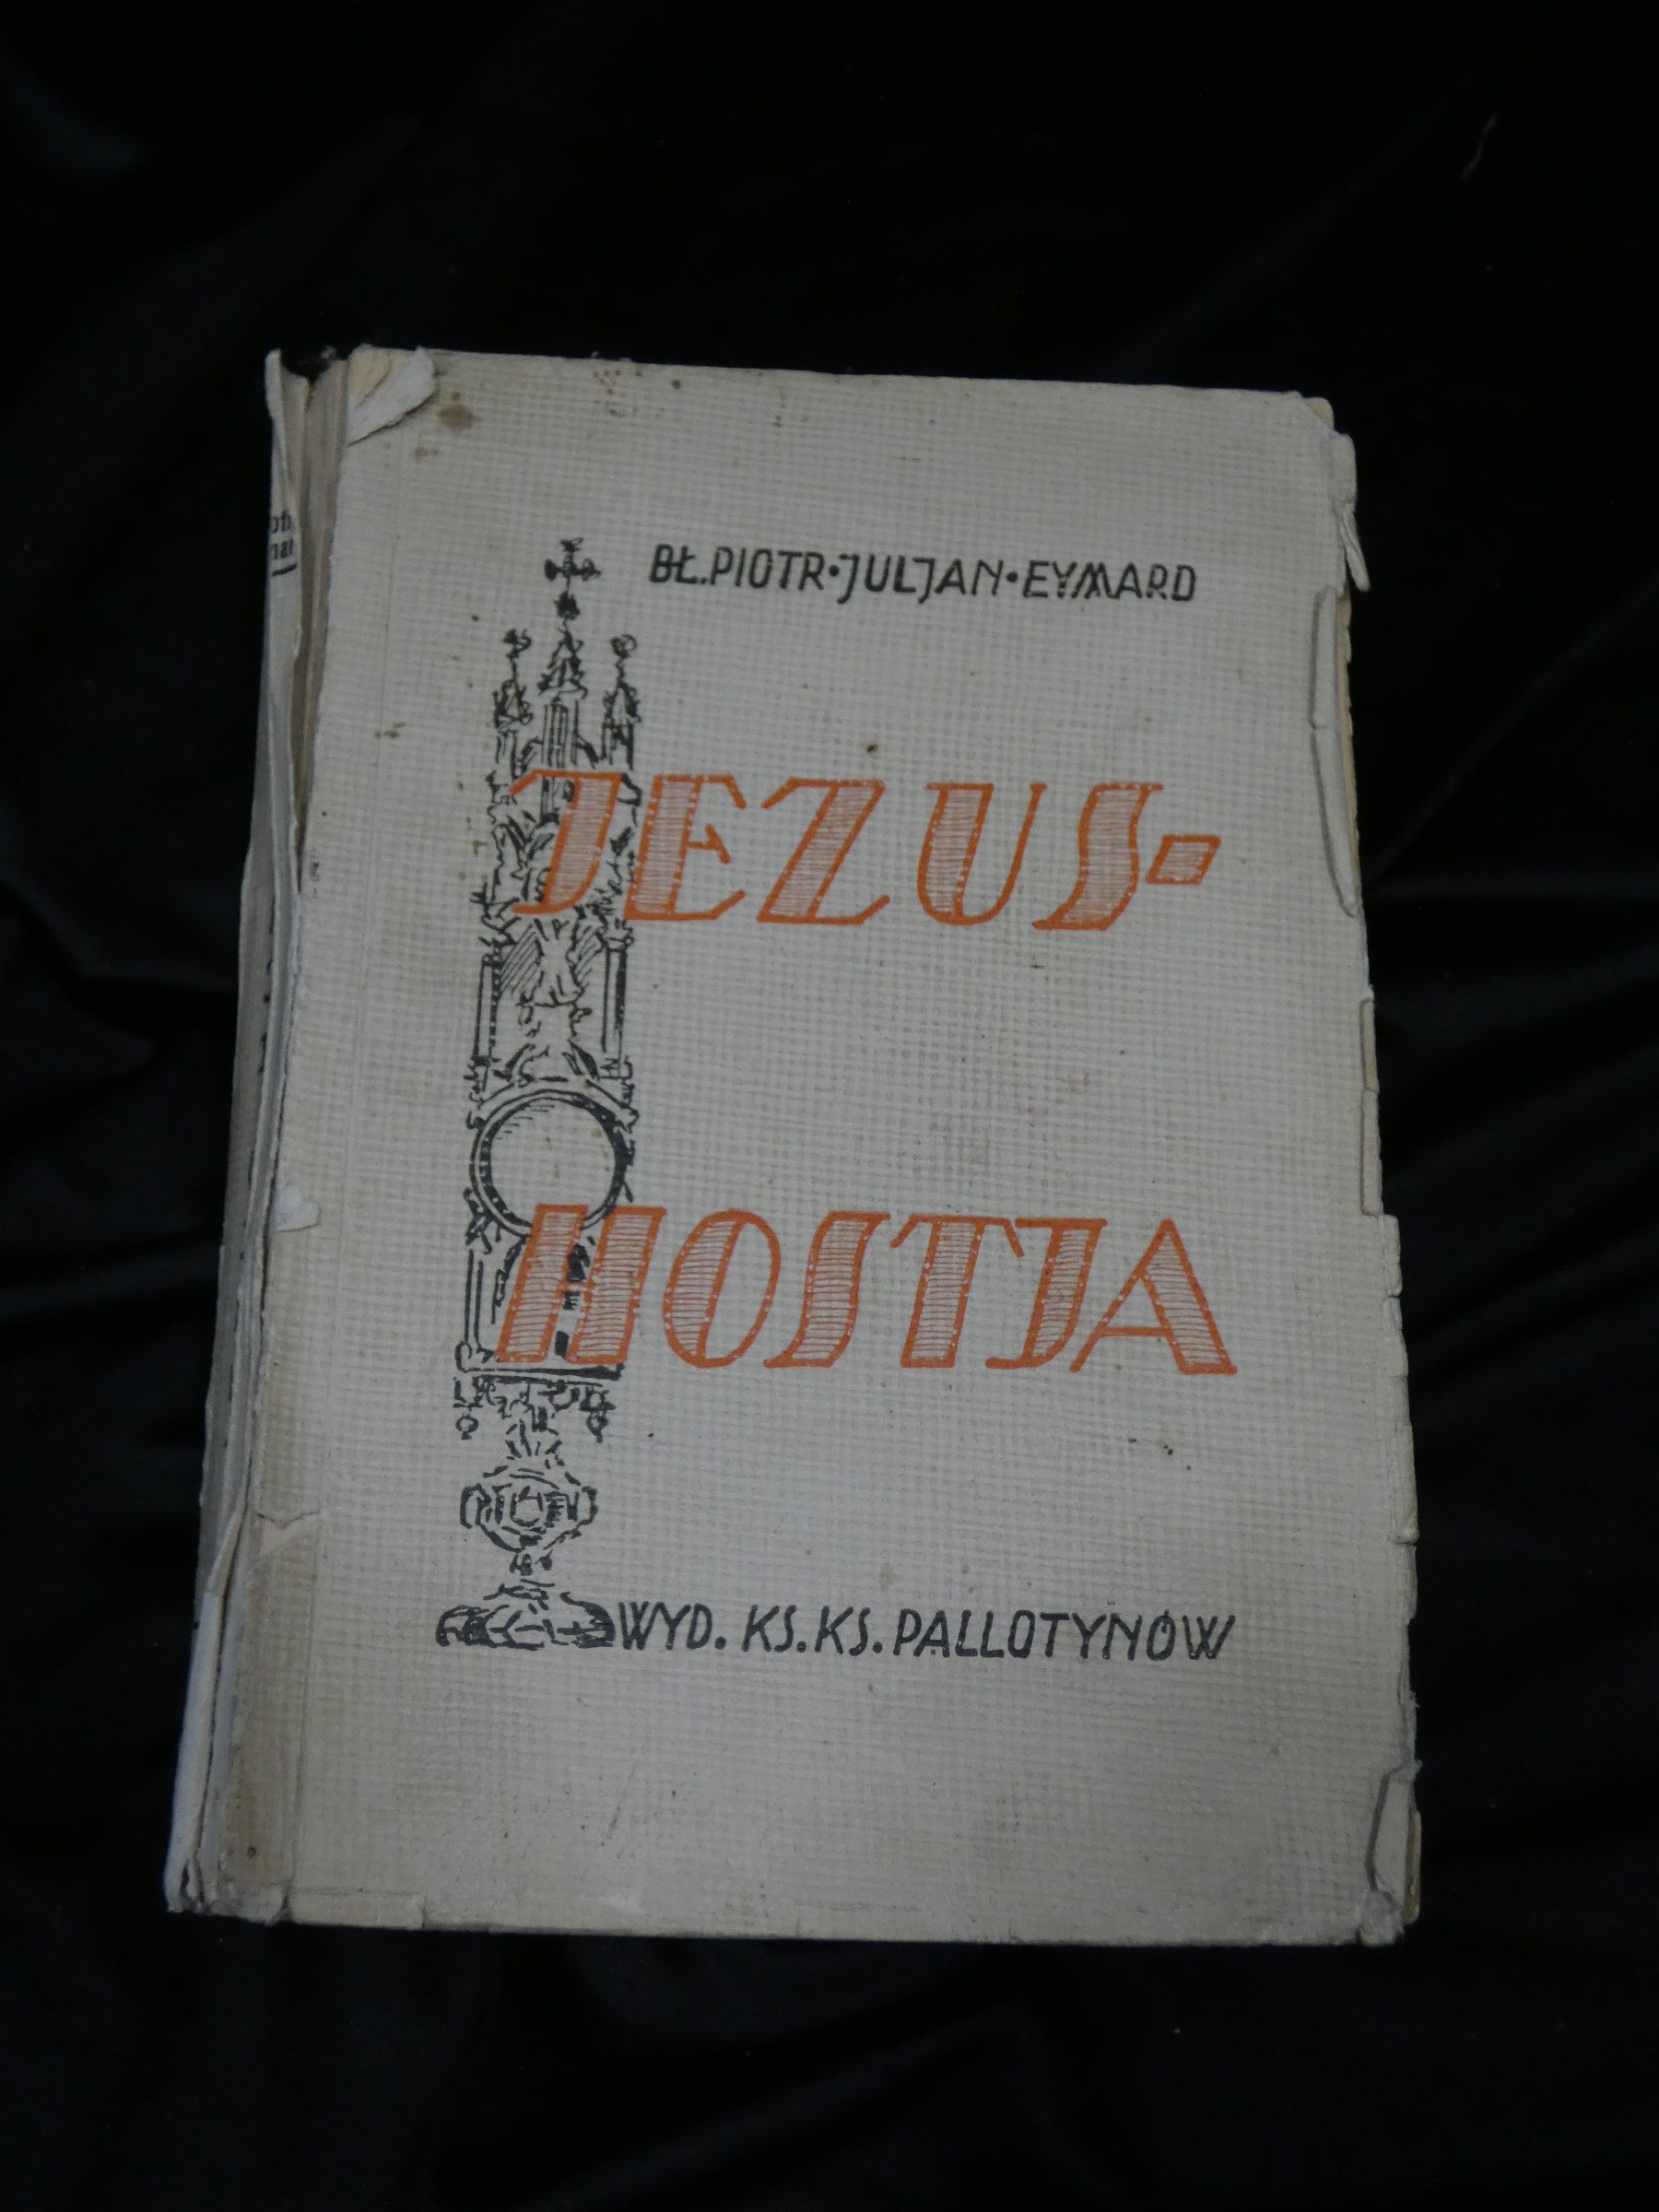 BŁ.PIOTR•JULJAN•EYMARD
JEZUS-
HOSTJA
WYD. KS.KS. PALLOTYNÓW